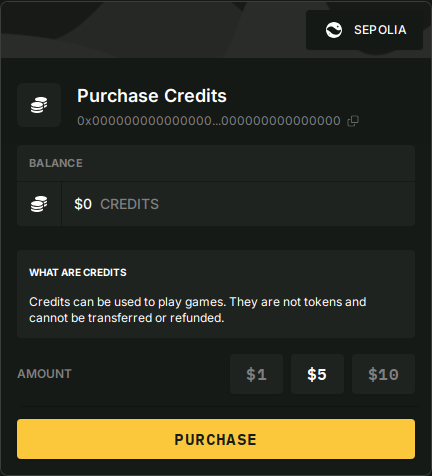 SEPOLIA
Purchase Credits
0x000000000000000...000000000000000
BALANCE
$0 CREDITS
WHAT ARE CREDITS
Credits can be used to play games. They are not tokens and
cannot be transferred or refunded.
AMOUNT $1 $5 $10
PURCHASE